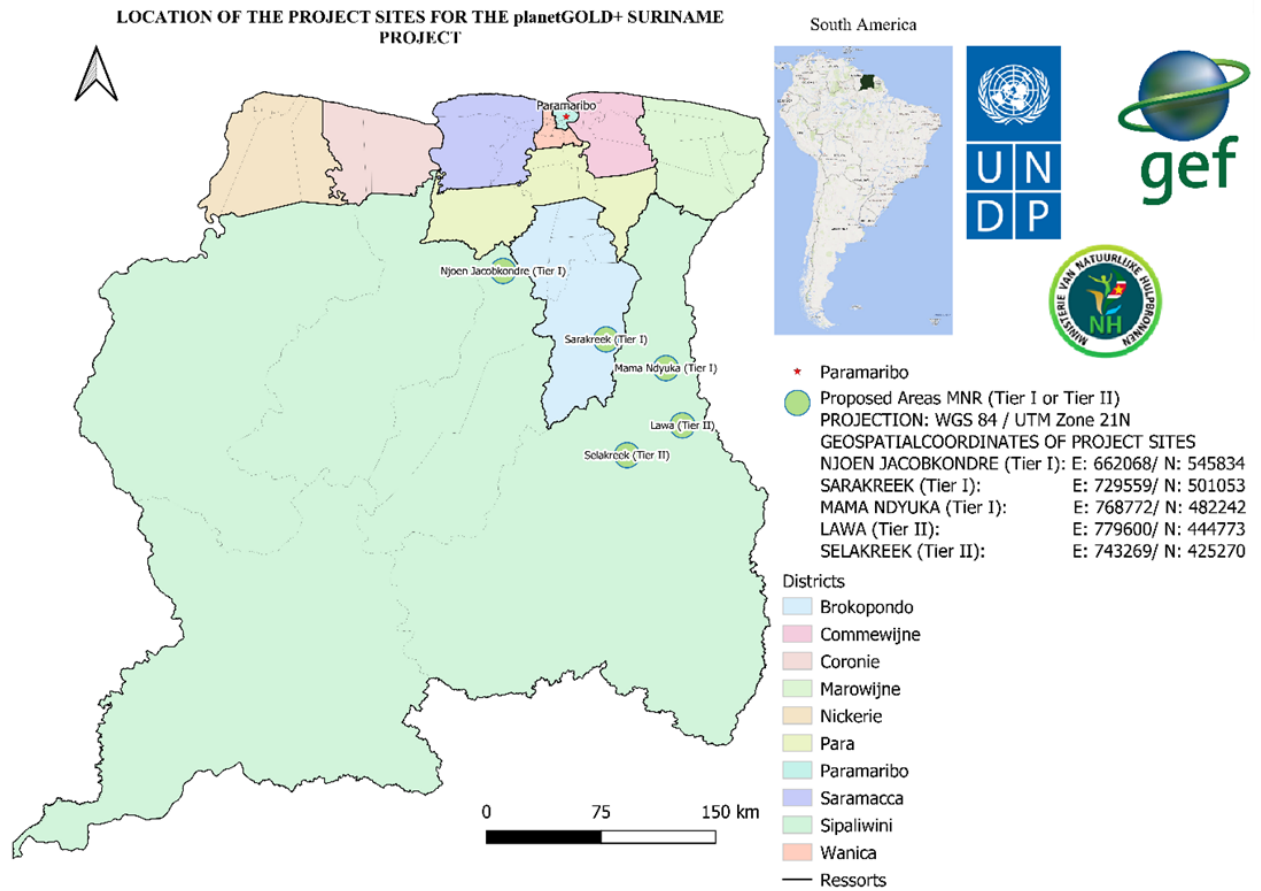 LOCATION OF THE PROJECT SITES FOR THE planetGOLD+ SURINAME
PROJECT
South America
Paramaribo
Njoen Jacobkondre (Tier I)
Sarakreek (Tier I)
Mama Ndyuka (Tier I)
Lawa (Tier II)
Selakreek (Tier II)
0 75 150 km
U N
D P
gef
MINISTERIE VAN NATUURLIJKE HULPBRONNEN
NH
Paramaribo
Proposed Areas MNR (Tier I or Tier II)
PROJECTION: WGS 84 / UTM Zone 21N
GEOSPATIALCOORDINATES OF PROJECT SITES
NJOEN JACOBKONDRE (Tier I): E: 662068/ N: 545834
SARAKREEK (Tier I): E: 729559/ N: 501053
MAMA NDYUKA (Tier I): E: 768772/ N: 482242
LAWA (Tier II): E: 779600/ N: 444773
SELAKREEK (Tier II): E: 743269/ N: 425270
Districts
Brokopondo
Commewijne
Coronie
Marowijne
Nickerie
Para
Paramaribo
Saramacca
Sipaliwini
Wanica
Ressorts